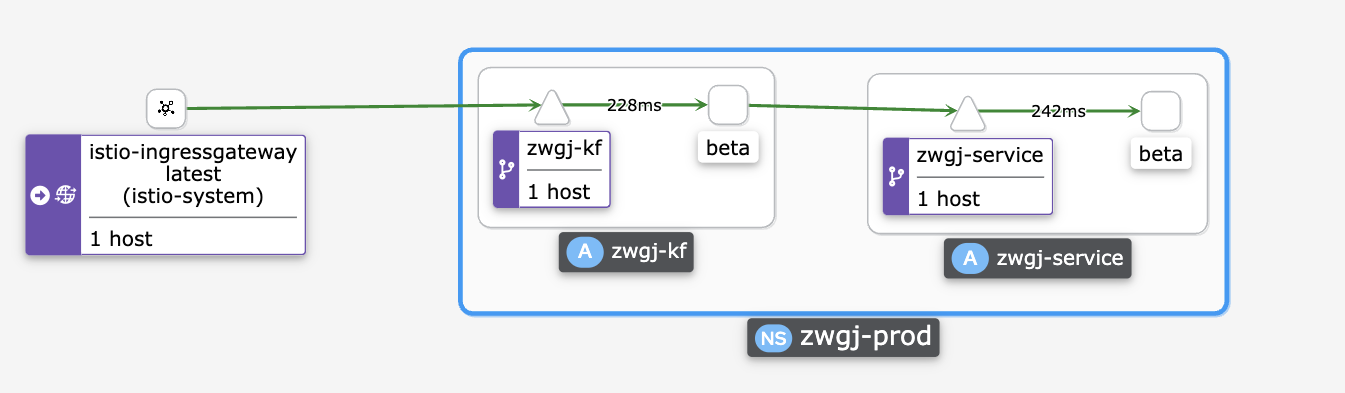 istio-ingressgateway
latest
(istio-system)
1 host
228ms
zwgj-kf
1 host
beta
A zwgj-kf
242ms
zwgj-service
1 host
beta
A zwgj-service
NS zwgj-prod